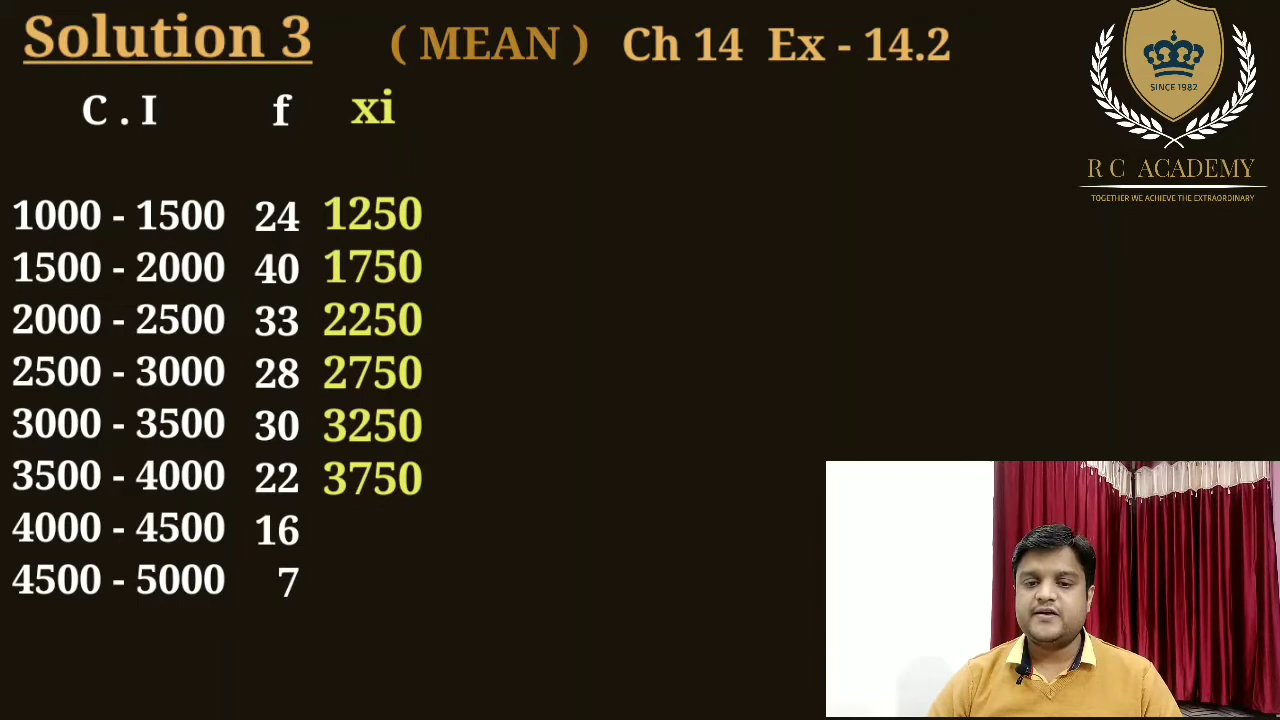 Solution 3 ( MEAN ) Ch 14 Ex - 14.2
C . I f xi
1000 - 1500 24 1250
1500 - 2000 40 1750
2000 - 2500 33 2250
2500 - 3000 28 2750
3000 - 3500 30 3250
3500 - 4000 22 3750
4000 - 4500 16
4500 - 5000 7
SINCE 1982
R C ACADEMY
TOGETHER WE ACHIEVE THE EXTRAORDINARY